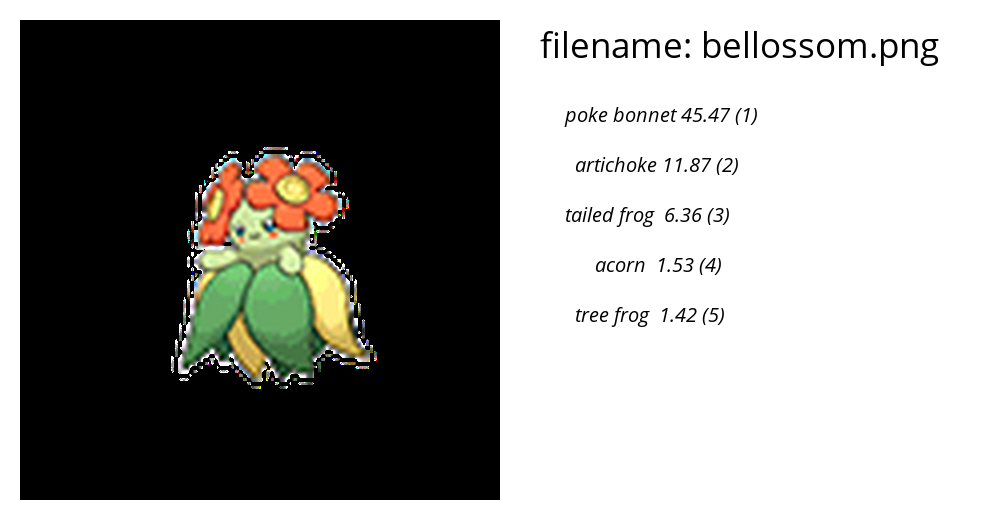 filename: bellossom.png
poke bonnet 45.47 (1)
artichoke 11.87 (2)
tailed frog 6.36 (3)
acorn 1.53 (4)
tree frog 1.42 (5)